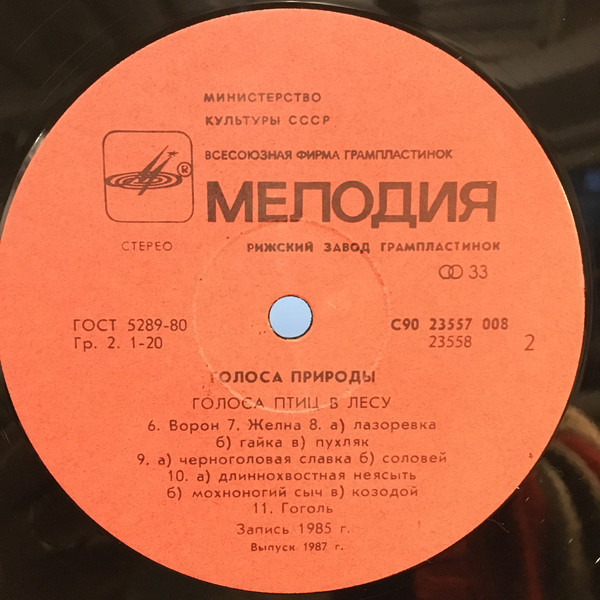 МИНИСТЕРСТВО
КУЛЬТУРЫ СССР
ВСЕСОЮЗНАЯ ФИРМА ГРАМПЛАСТИНОК
®
МЕЛОДИЯ
СТЕРЕО
РИЖСКИЙ ЗАВОД ГРАМПЛАСТИНОК
33
ГОСТ 5289-80
С90 23557 008
Гр. 2. 1-20
23558
2
ГОЛОСА ПРИРОДЫ
ГОЛОСА ПТИЦ В ЛЕСУ
6. Ворон 7. Желна 8. а) лазоревка
б) гайка в) пухляк
9. а) черноголовая славка б) соловей
10. а) длиннохвостная неясыть
б) мохноногий сыч в) козодой
11. Гоголь
Запись 1985 г.
Выпуск 1987 г.